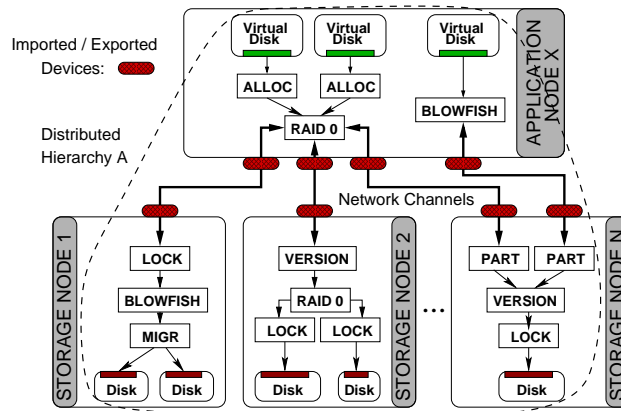 Imported / Exported
Devices:
Distributed
Hierarchy A
Virtual Disk
Virtual Disk
Virtual Disk
ALLOC
ALLOC
RAID 0
BLOWFISH
APPLICATION
NODE X
Network Channels
STORAGE NODE 1
LOCK
BLOWFISH
MIGR
Disk
Disk
STORAGE NODE 2
VERSION
RAID 0
LOCK
LOCK
Disk
Disk
...
STORAGE NODE N
PART
PART
VERSION
LOCK
Disk